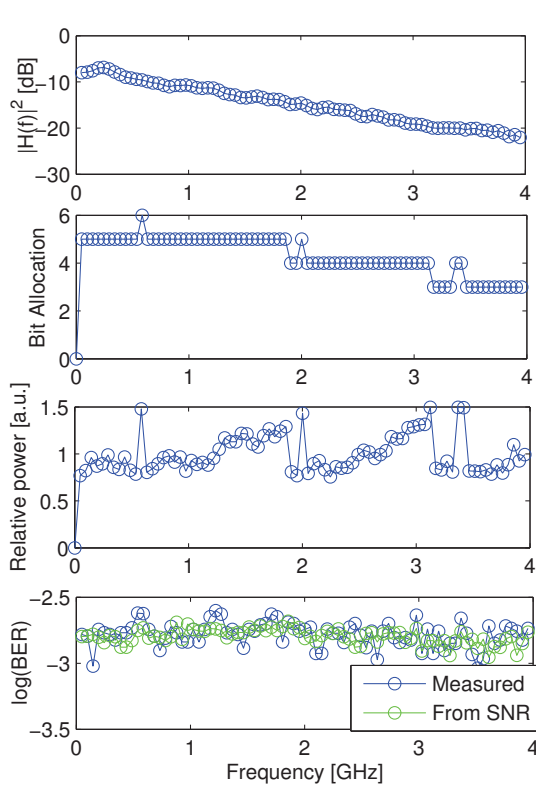 0
−10
−20
−30
|H(f)|² [dB]
0 1 2 3 4
6
4
2
0
Bit Allocation
0 1 2 3 4
1.5
1
0.5
0
Relative power [a.u.]
0 1 2 3 4
−2.5
−3
−3.5
log(BER)
Measured
From SNR
0 1 2 3 4
Frequency [GHz]